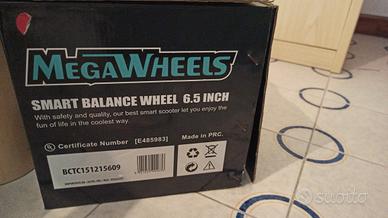 MEGAWHEELS
SMART BALANCE WHEEL 6.5 INCH
With safety and quality, our best smart scooter let you enjoy the
fun of life in the coolest way.
Certificate Number [E485983]
Made in PRC.
BCTC151215609
subito